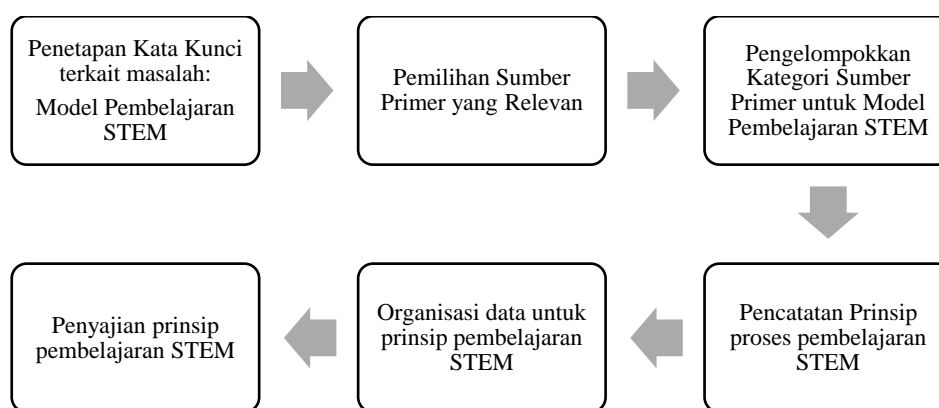 Penetapan Kata Kunci
terkait masalah:
Model Pembelajaran
STEM
Pemilihan Sumber
Primer yang Relevan
Pengelompokkan
Kategori Sumber
Primer untuk Model
Pembelajaran STEM
Pencatatan Prinsip
proses pembelajaran
STEM
Organisasi data untuk
prinsip pembelajaran
STEM
Penyajian prinsip
pembelajaran STEM